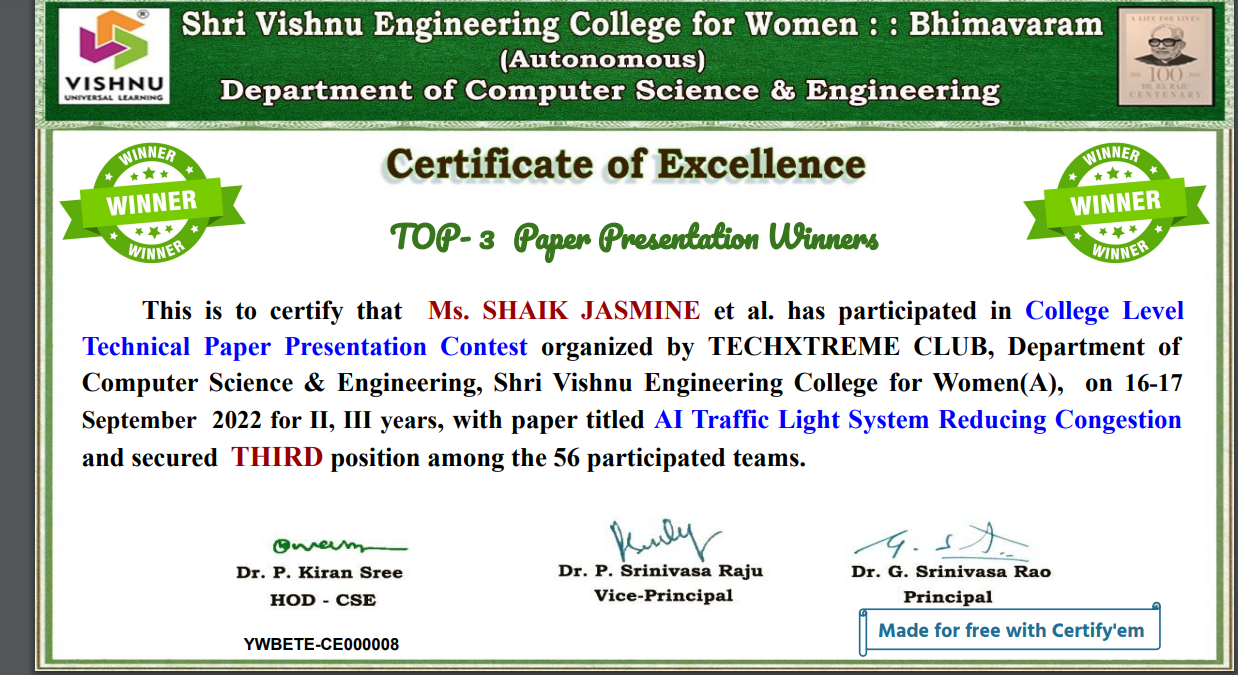 Shri Vishnu Engineering College for Women : : Bhimavaram
(Autonomous)
Department of Computer Science & Engineering
®
VISHNU
UNIVERSAL LEARNING
A LIFE FOR LIVES
100
CENTENARY
WINNER
WINNER
WINNER
Certificate of Excellence
WINNER
WINNER
WINNER
TOP- 3 Paper Presentation Winners
This is to certify that Ms. SHAIK JASMINE et al. has participated in College Level
Technical Paper Presentation Contest organized by TECHXTREME CLUB, Department of
Computer Science & Engineering, Shri Vishnu Engineering College for Women(A), on 16-17
September 2022 for II, III years, with paper titled AI Traffic Light System Reducing Congestion
and secured THIRD position among the 56 participated teams.
Dr. P. Kiran Sree
HOD - CSE
Dr. P. Srinivasa Raju
Vice-Principal
Dr. G. Srinivasa Rao
Principal
Made for free with Certify'em
YWBETE-CE000008